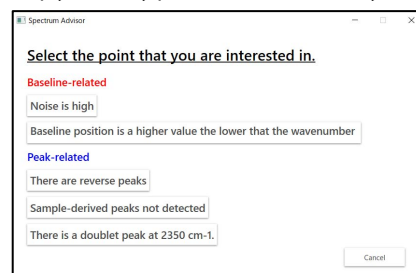 Spectrum Advisor
Select the point that you are interested in.
Baseline-related
Noise is high
Baseline position is a higher value the lower that the wavenumber
Peak-related
There are reverse peaks
Sample-derived peaks not detected
There is a doublet peak at 2350 cm-1.
Cancel